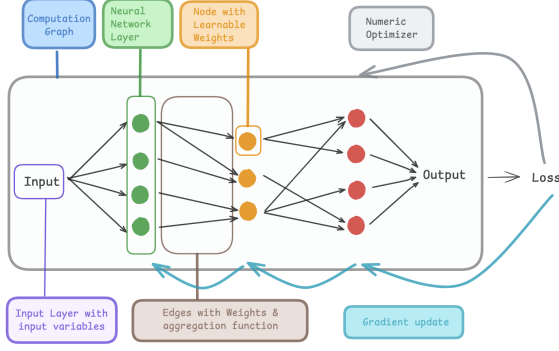 Computation
Graph
Neural
Network
Layer
Node with
Learnable
Weights
Numeric
Optimizer
Input
Output
Loss
Input Layer with
input variables
Edges with Weights &
aggregation function
Gradient update